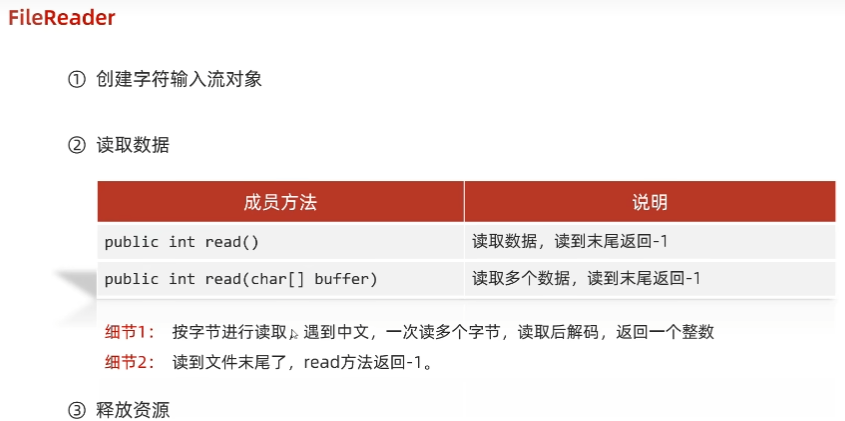 FileReader
① 创建字符输入流对象
② 读取数据
成员方法 说明
public int read() 读取数据，读到末尾返回-1
public int read(char[] buffer) 读取多个数据，读到末尾返回-1
细节1： 按字节进行读取，遇到中文，一次读多个字节，读取后解码，返回一个整数
细节2： 读到文件末尾了，read方法返回-1。
③ 释放资源